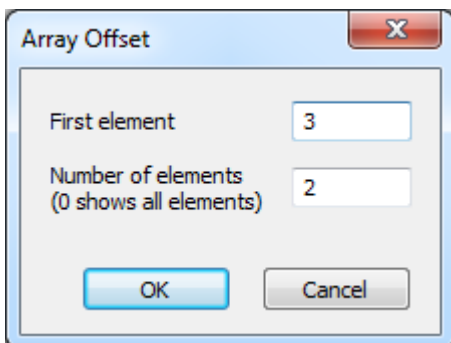 Array Offset
First element 3
Number of elements
(0 shows all elements) 2
OK Cancel